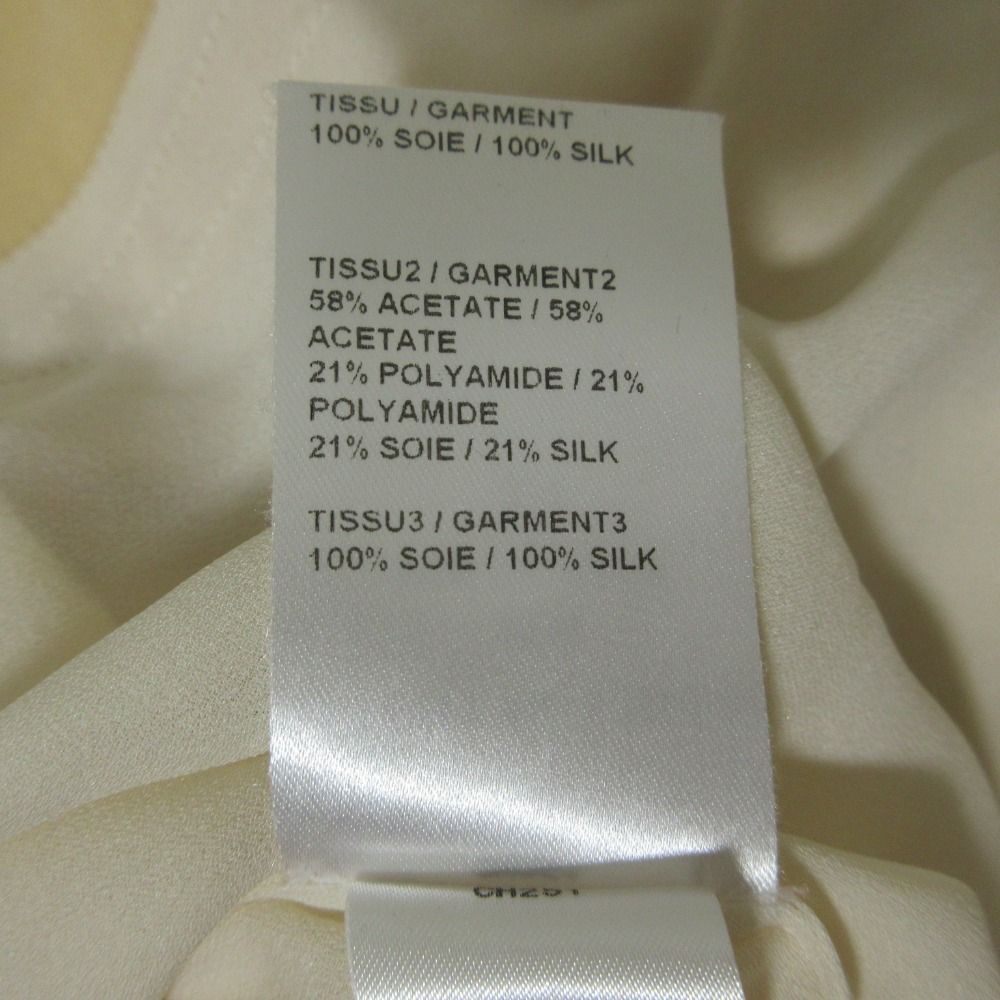 TISSU / GARMENT
100% SOIE / 100% SILK
TISSU2 / GARMENT2
58% ACETATE / 58%
ACETATE
21% POLYAMIDE / 21%
POLYAMIDE
21% SOIE / 21% SILK
TISSU3 / GARMENT3
100% SOIE / 100% SILK